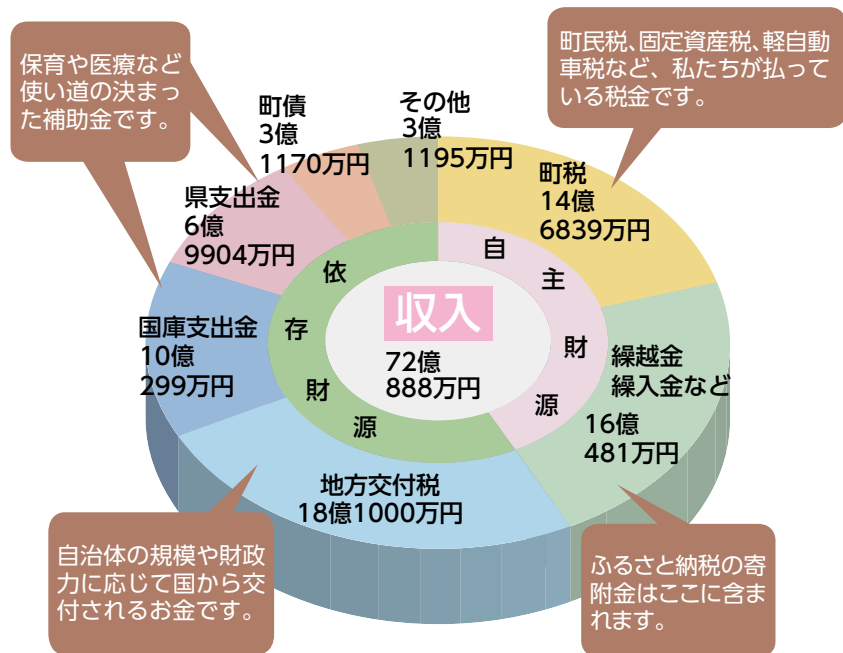 保育や医療など
使い道の決まっ
た補助金です。
町民税、固定資産税、軽自動
車税など、私たちが払って
いる税金です。
町債
3億
1170万円
その他
3億
1195万円
町税
14億
6839万円
県支出金
6億
9904万円
国庫支出金
10億
299万円
繰越金
繰入金など
16億
481万円
地方交付税
18億1000万円
自主財源
依存財源
収入
72億
888万円
自治体の規模や財政
力に応じて国から交
付されるお金です。
ふるさと納税の寄
附金はここに含ま
れます。